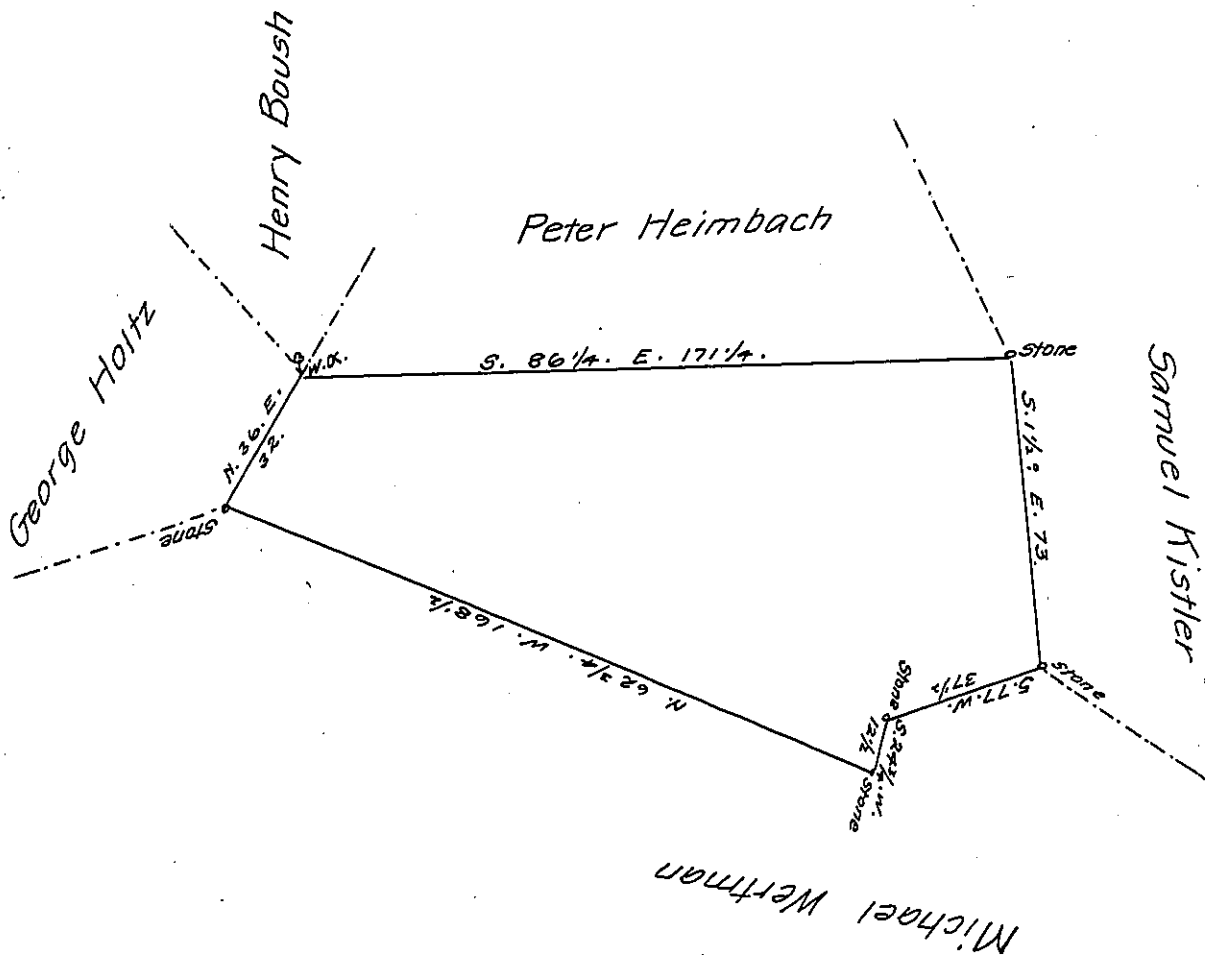 Henry Boush
Peter Heimbach
George Holtz
W.O.
S. 86 1/4. E. 171 1/4.
Stone
Samuel Kistler
N. 36. E.
32.
S. 1 1/2° E. 73.
Stone
N. 62 3/4. W. 168 1/2
Stone
S. 77. W.
37 1/2
Stone
S. 24 3/4. W.
12 1/2
Stone
Michael Wertman